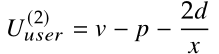 $U_{user}^{(2)} = v - p - \frac{2d}{x}$